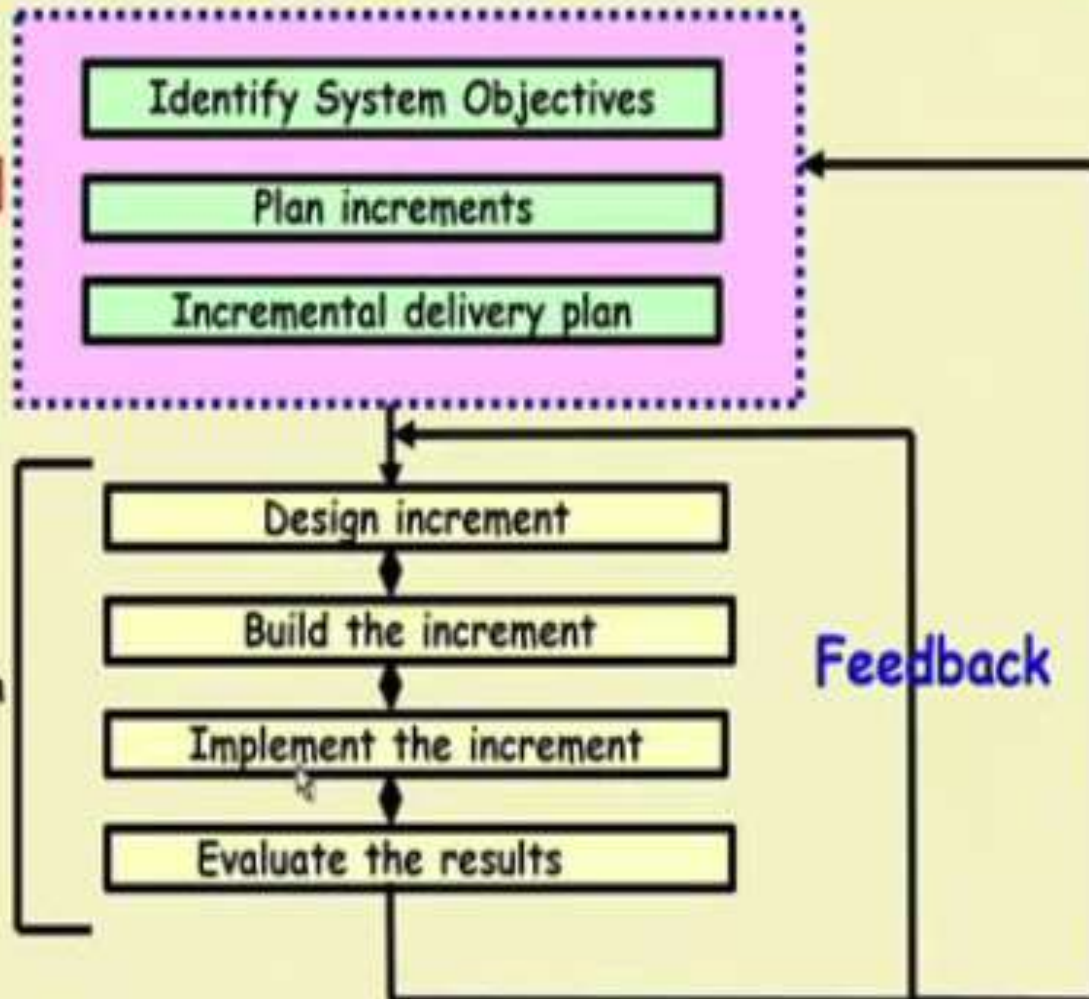 Identify System Objectives
Plan increments
Incremental delivery plan
Design increment
Build the increment
Feedback
Implement the increment
Evaluate the results